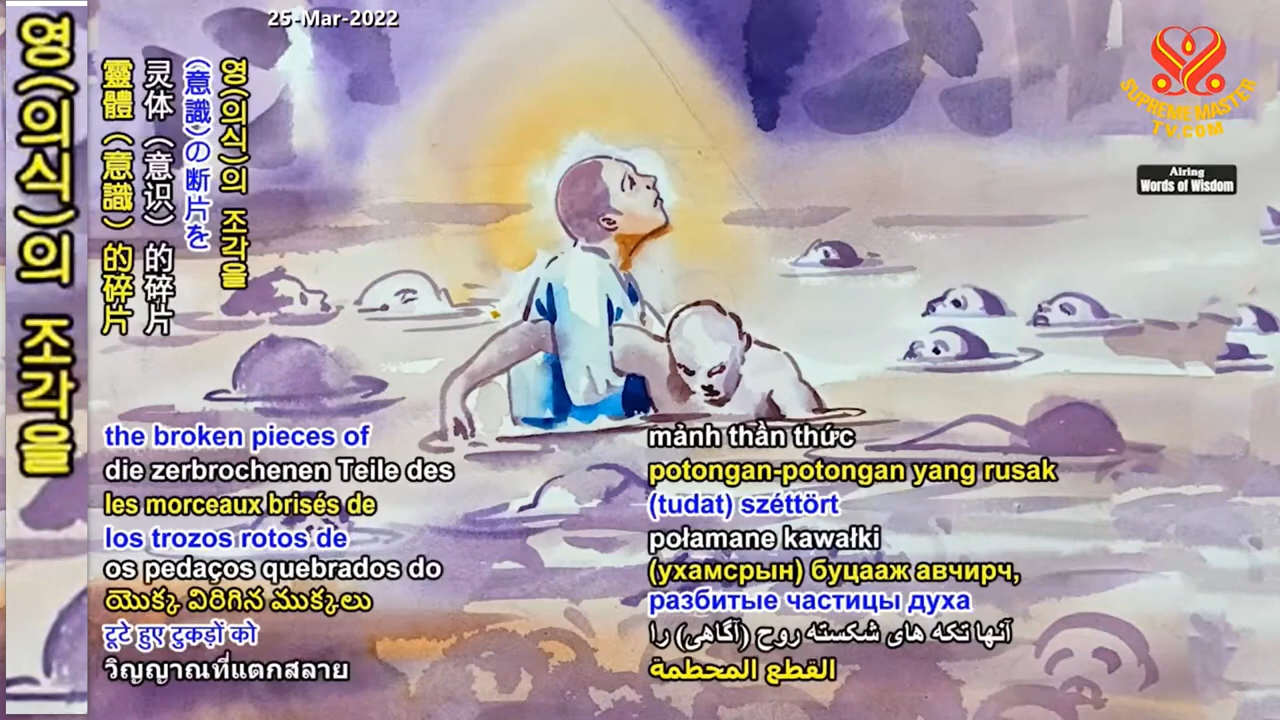 25-Mar-2022
영(의식)의 조각을
靈體（意識）的碎片
灵体（意识）的碎片
(意識)の断片を
영(의식)의 조각을
SUPREME MASTER
TV.COM
Airing
Words of Wisdom
the broken pieces of
die zerbrochenen Teile des
les morceaux brisés de
los trozos rotos de
os pedaços quebrados do
యొక్క విరిగిన ముక్కలు
टूटे हुए टुकड़ों को
วิญญาณที่แตกสลาย
mảnh thần thức
potongan-potongan yang rusak
(tudat) széttört
połamane kawałki
(ухамсрын) буцааж авчирч,
разбитые частицы духа
آنها تکه های شکسته روح (آگاهی) را
القطع المحطمة